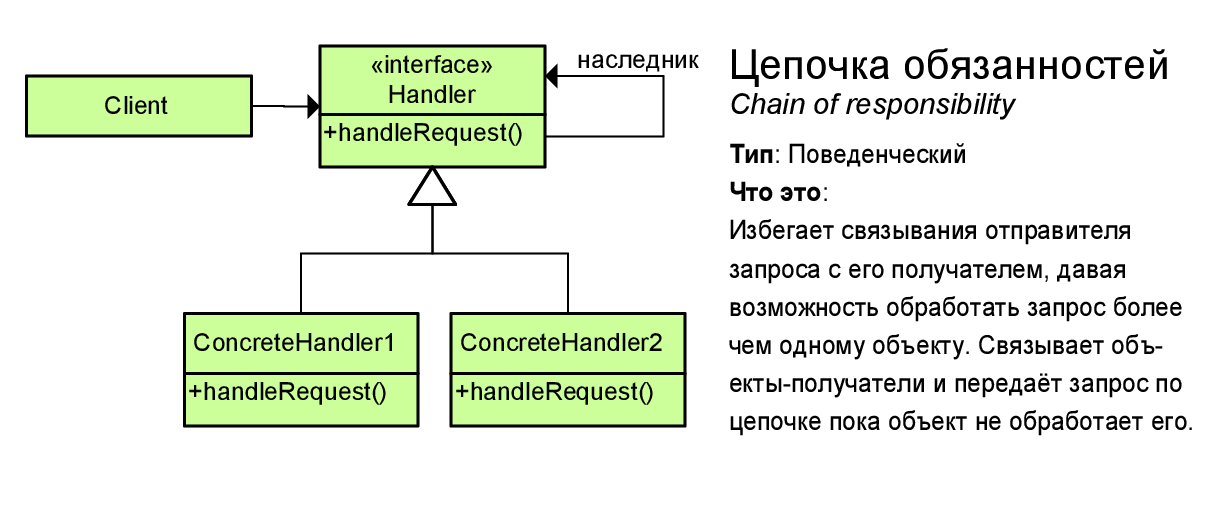 Client
«interface»
Handler
+handleRequest()
наследник
ConcreteHandler1
+handleRequest()
ConcreteHandler2
+handleRequest()
Цепочка обязанностей
Chain of responsibility
Тип: Поведенческий
Что это:
Избегает связывания отправителя
запроса с его получателем, давая
возможность обработать запрос более
чем одному объекту. Связывает объ-
екты-получатели и передаёт запрос по
цепочке пока объект не обработает его.